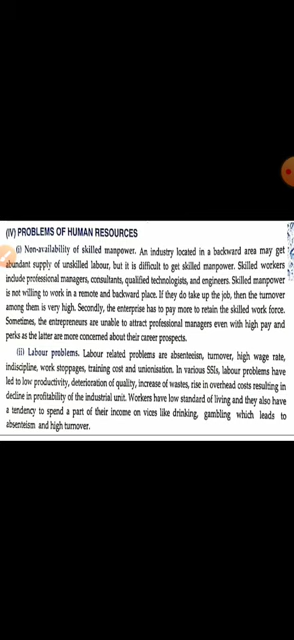 (IV) PROBLEMS OF HUMAN RESOURCES
(i) Non-availability of skilled manpower. An industry located in a backward area may get
abundant supply of unskilled labour, but it is difficult to get skilled manpower. Skilled workers
include professional managers, consultants, qualified technologists, and engineers. Skilled manpower
is not willing to work in a remote and backward place. If they do take up the job, then the turnover
among them is very high. Secondly, the enterprise has to pay more to retain the skilled work force.
Sometimes, the entrepreneurs are unable to attract professional managers even with high pay and
perks as the latter are more concerned about their career prospects.
(ii) Labour problems. Labour related problems are absenteeisn, turnover, high wage rate,
indiscipline, work stoppages, training cost and unionisation. In various SSIs, labour problems have
led to low productivity, deterioration of quality, increase of wastes, rise in overhead costs resulting in
decline in profitability of the industrial unit. Workers have low standard of living and they also have
a tendency to spend a part of their income on vices like drinking, gambling which leads to
absenteism and high turnover.